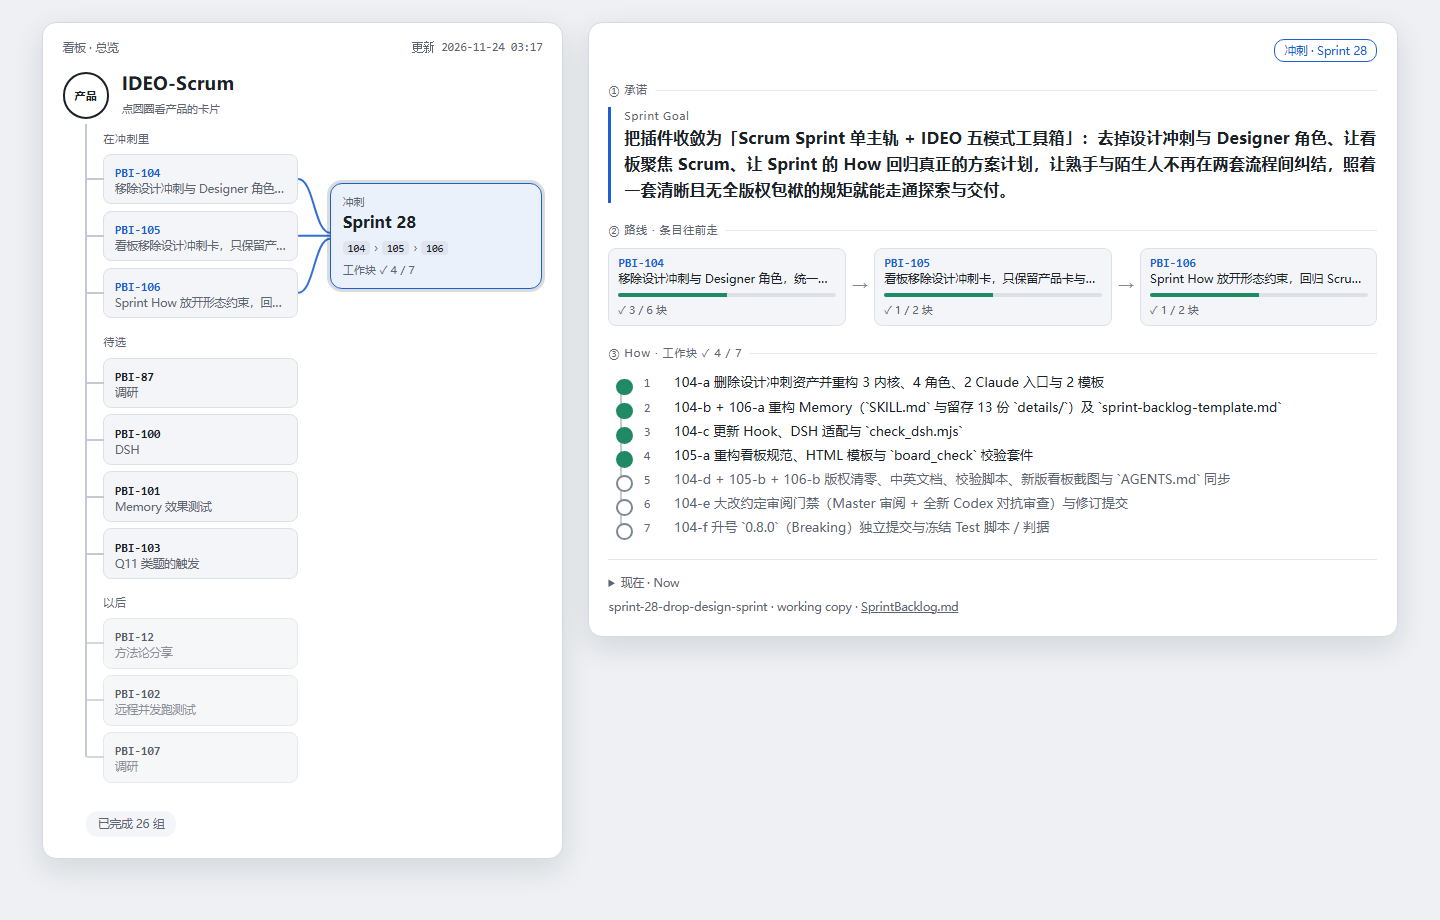 看板 · 总览
更新 2026-11-24 03:17
产品
IDEO-Scrum
点圆圈看产品的卡片
在冲刺里
PBI-104
移除设计冲刺与 Designer 角色...
PBI-105
看板移除设计冲刺卡，只保留产...
PBI-106
Sprint How 放开形态约束，回...
冲刺
Sprint 28
104 › 105 › 106
工作块 ✓ 4 / 7
待选
PBI-87
调研
PBI-100
DSH
PBI-101
Memory 效果测试
PBI-103
Q11 类题的触发
以后
PBI-12
方法论分享
PBI-102
远程并发跑测试
PBI-107
调研
已完成 26 组
冲刺 · Sprint 28
① 承诺
Sprint Goal
把插件收敛为「Scrum Sprint 单主轨 + IDEO 五模式工具箱」：去掉设计冲刺与 Designer 角色、让看
板聚焦 Scrum、让 Sprint 的 How 回归真正的方案计划，让熟手与陌生人不再在两套流程间纠结，照着
一套清晰且无全版权包袱的规矩就能走通探索与交付。
② 路线 · 条目往前走
PBI-104
移除设计冲刺与 Designer 角色，统一...
✓ 3 / 6 块
→
PBI-105
看板移除设计冲刺卡，只保留产品卡与...
✓ 1 / 2 块
→
PBI-106
Sprint How 放开形态约束，回归 Scru...
✓ 1 / 2 块
③ How · 工作块 ✓ 4 / 7
1 104-a 删除设计冲刺资产并重构 3 内核、4 角色、2 Claude 入口与 2 模板
2 104-b + 106-a 重构 Memory（`SKILL.md` 与留存 13 份 `details/`）及 `sprint-backlog-template.md`
3 104-c 更新 Hook、DSH 适配与 `check_dsh.mjs`
4 105-a 重构看板规范、HTML 模板与 `board_check` 校验套件
5 104-d + 105-b + 106-b 版权清零、中英文档、校验脚本、新版看板截图与 `AGENTS.md` 同步
6 104-e 大改约定审阅门禁（Master 审阅 + 全新 Codex 对抗审查）与修订提交
7 104-f 升号 `0.8.0`（Breaking）独立提交与冻结 Test 脚本 / 判据
▶ 现在 · Now
sprint-28-drop-design-sprint · working copy · SprintBacklog.md